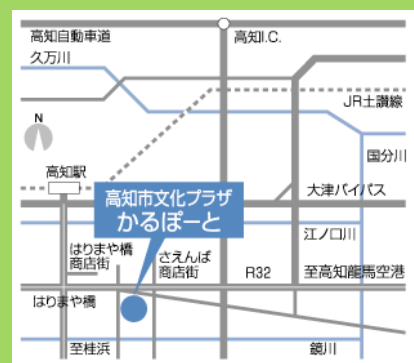 高知自動車道
高知I.C.
久万川
JR土讃線
N
国分川
高知駅
高知市文化プラザ
かるぽーと
大津バイパス
江ノ口川
はりまや橋
商店街
さえんば
商店街
R32
至高知龍馬空港
はりまや橋
至桂浜
鏡川